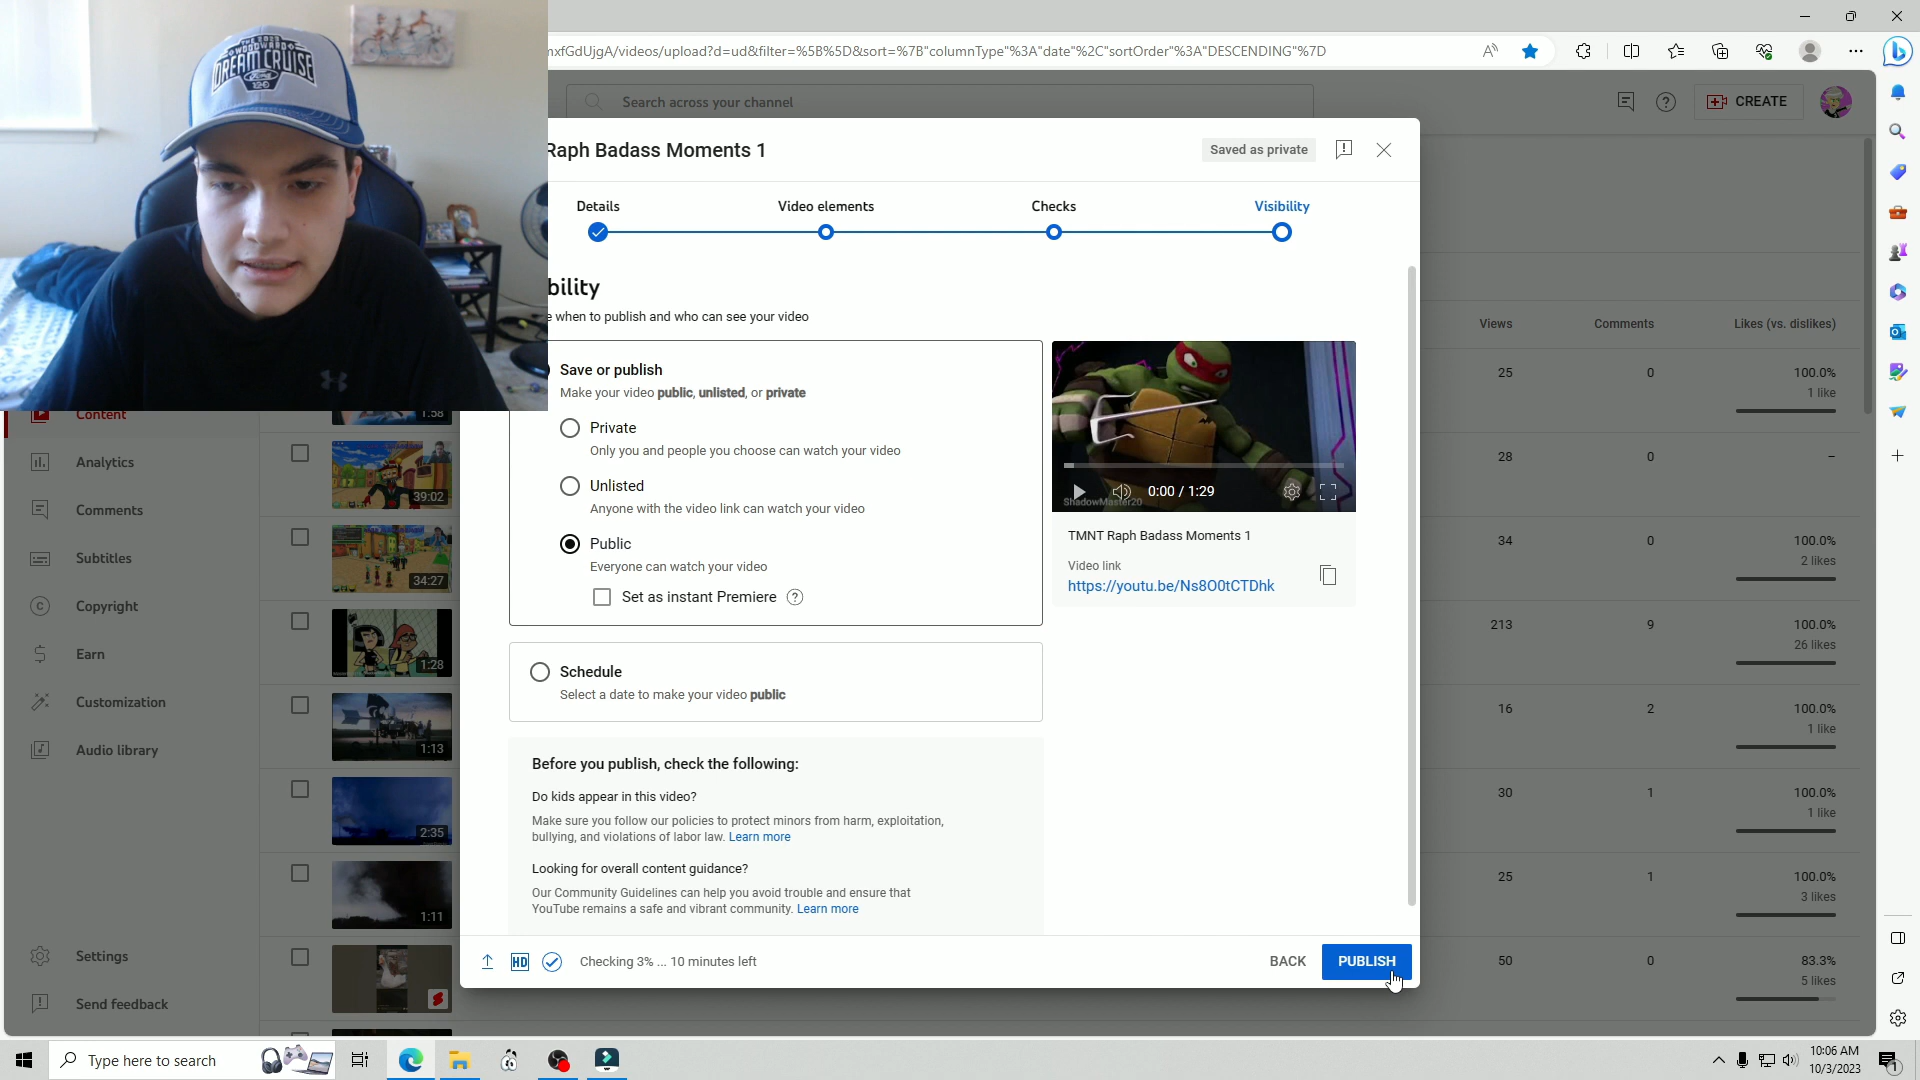 THE 2023
WOODWARD
DREAM CRUISE
Ford
nxfGdUjgA/videos/upload?d=ud&filter=%5B%5D&sort=%7B"columnType"%3A"date"%2C"sortOrder"%3A"DESCENDING"%7D
Search across your channel
CREATE
Raph Badass Moments 1
Saved as private
Details
Video elements
Checks
Visibility
bility
e when to publish and who can see your video
Save or publish
Make your video public, unlisted, or private
Private
Only you and people you choose can watch your video
Unlisted
Anyone with the video link can watch your video
Public
Everyone can watch your video
Set as instant Premiere
Schedule
Select a date to make your video public
Before you publish, check the following:
Do kids appear in this video?
Make sure you follow our policies to protect minors from harm, exploitation,
bullying, and violations of labor law. Learn more
Looking for overall content guidance?
Our Community Guidelines can help you avoid trouble and ensure that
YouTube remains a safe and vibrant community. Learn more
0:00 / 1:29
ShadowMaster20
TMNT Raph Badass Moments 1
Video link
https://youtu.be/Ns8O0tCTDhk
HD
Checking 3% ... 10 minutes left
BACK
PUBLISH
Content
Analytics
Comments
Subtitles
Copyright
Earn
Customization
Audio library
Settings
Send feedback
1:58
39:02
34:27
1:28
1:13
2:35
1:11
Views
Comments
Likes (vs. dislikes)
25
0
100.0%
1 like
28
0
–
34
0
100.0%
2 likes
213
9
100.0%
26 likes
16
2
100.0%
1 like
30
1
100.0%
1 like
25
1
100.0%
3 likes
50
0
83.3%
5 likes
Type here to search
10:06 AM
10/3/2023
1